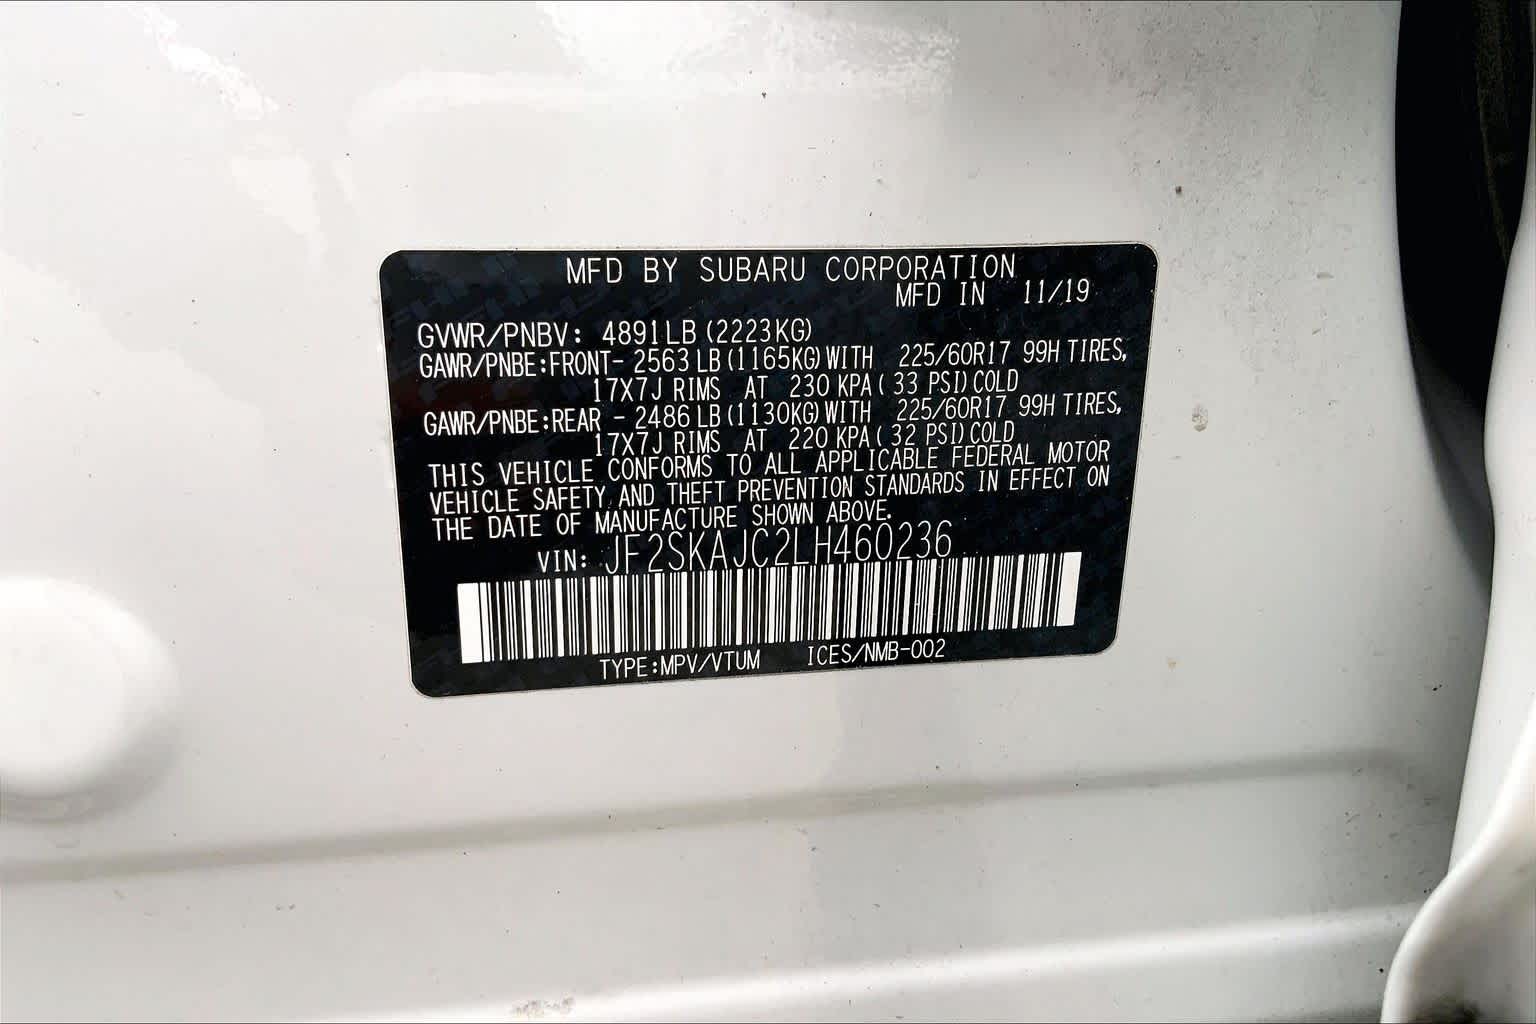 MFD BY SUBARU CORPORATION
MFD IN 11/19
GVWR/PNBV: 4891LB (2223KG)
GAWR/PNBE:FRONT- 2563 LB (1165KG) WITH 225/60R17 99H TIRES,
17X7J RIMS AT 230 KPA ( 33 PSI) COLD
GAWR/PNBE:REAR - 2486 LB (1130KG) WITH 225/60R17 99H TIRES,
17X7J RIMS AT 220 KPA ( 32 PSI) COLD
THIS VEHICLE CONFORMS TO ALL APPLICABLE FEDERAL MOTOR
VEHICLE SAFETY AND THEFT PREVENTION STANDARDS IN EFFECT ON
THE DATE OF MANUFACTURE SHOWN ABOVE.
VIN: JF2SKAJC2LH460236
TYPE:MPV/VTUM ICES/NMB-002